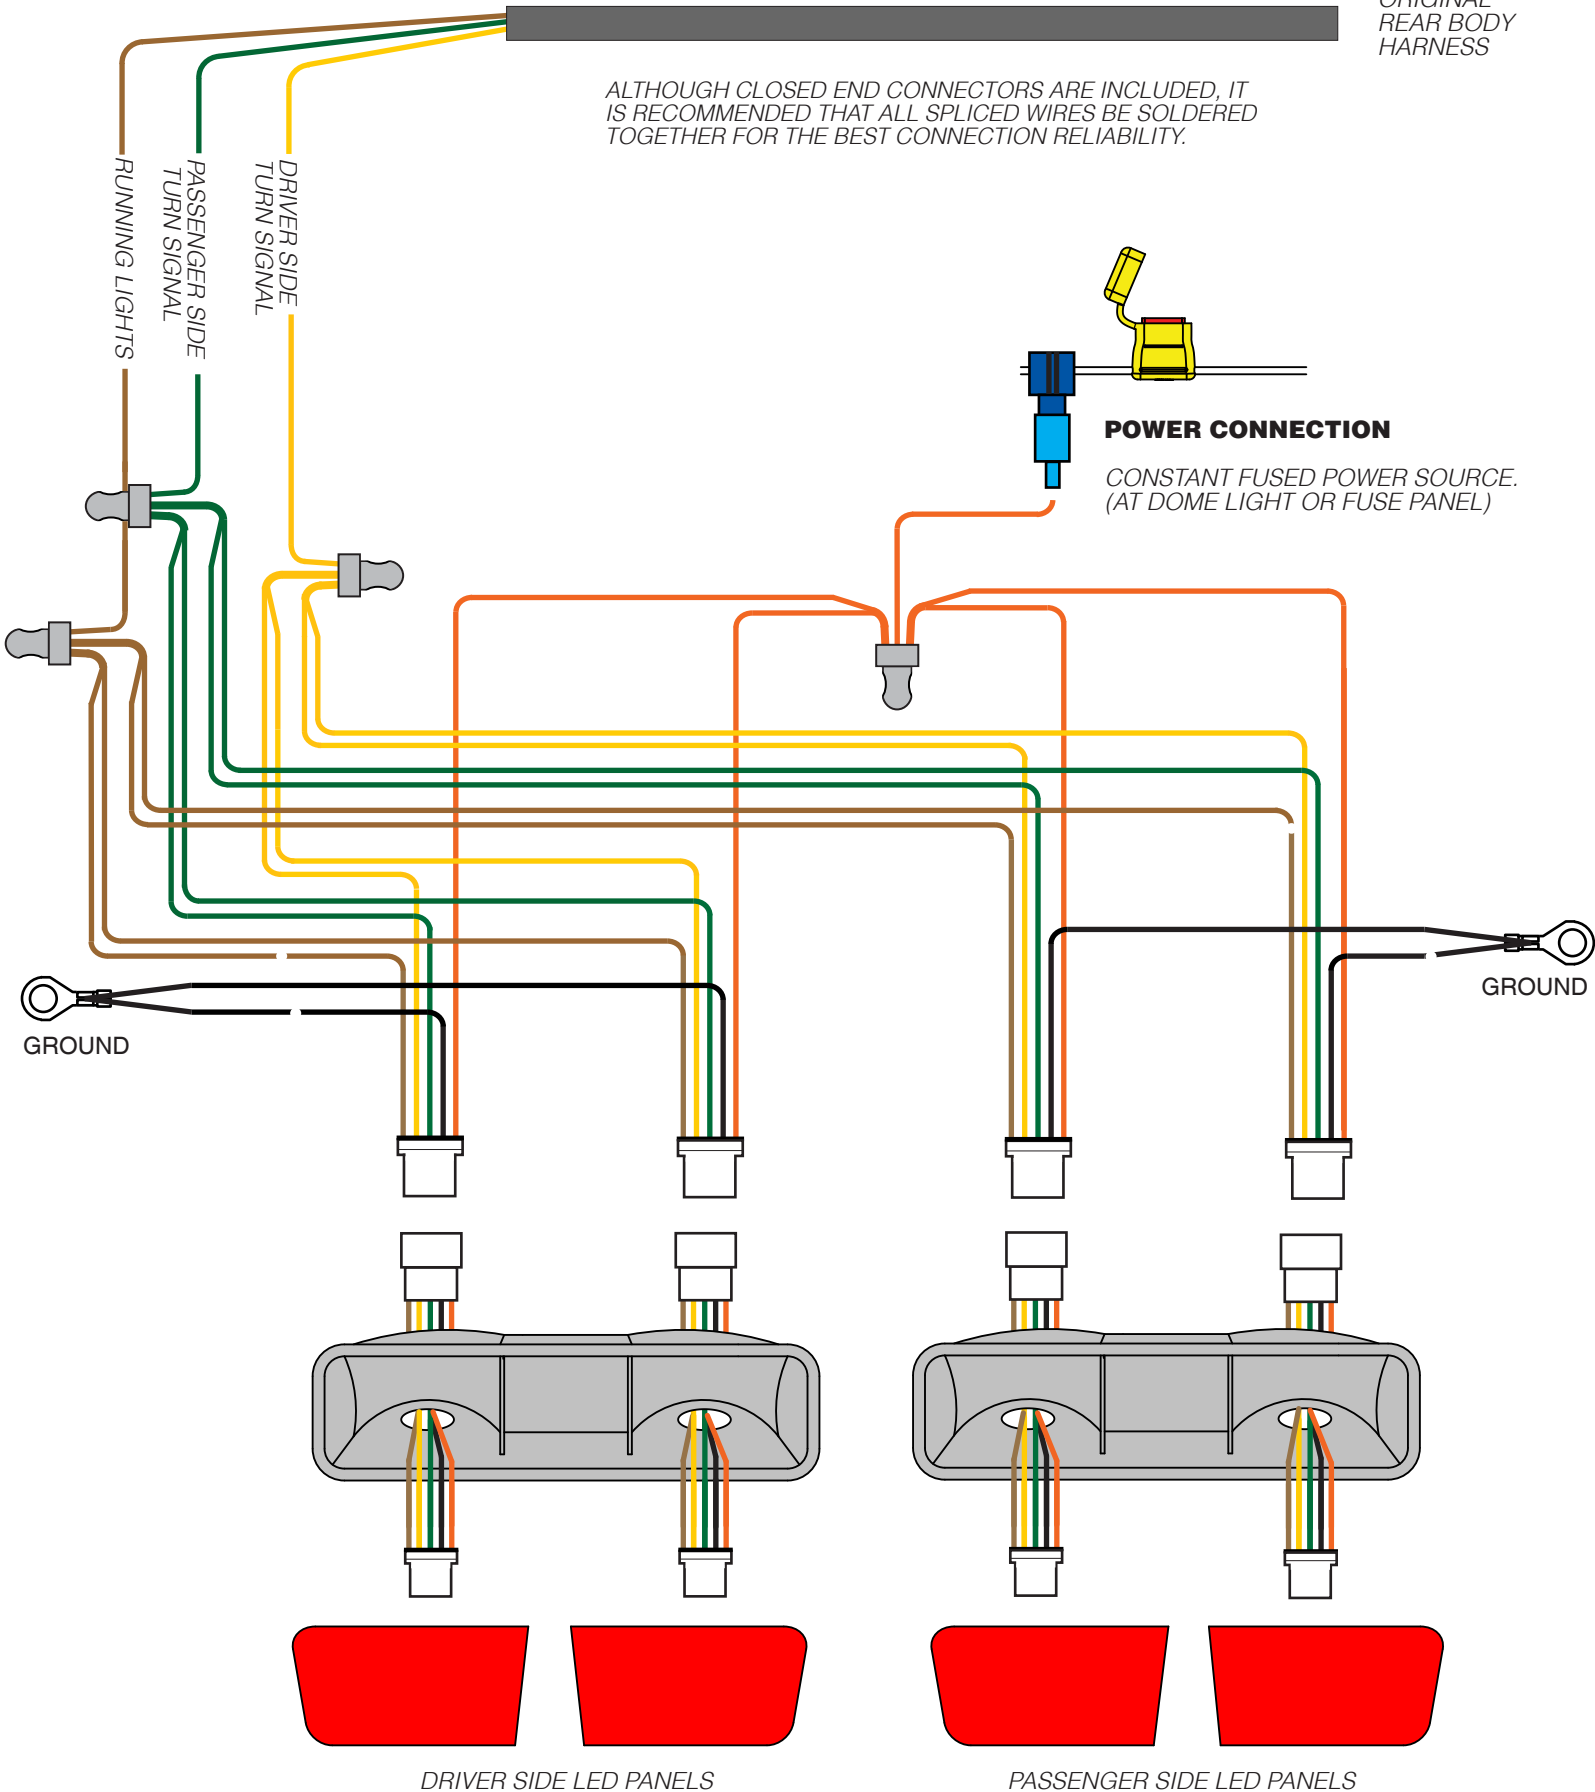 ORIGINAL
REAR BODY
HARNESS
ALTHOUGH CLOSED END CONNECTORS ARE INCLUDED, IT
IS RECOMMENDED THAT ALL SPLICED WIRES BE SOLDERED
TOGETHER FOR THE BEST CONNECTION RELIABILITY.
RUNNING LIGHTS
PASSENGER SIDE
TURN SIGNAL
DRIVER SIDE
TURN SIGNAL
POWER CONNECTION
CONSTANT FUSED POWER SOURCE.
(AT DOME LIGHT OR FUSE PANEL)
GROUND
GROUND
DRIVER SIDE LED PANELS
PASSENGER SIDE LED PANELS